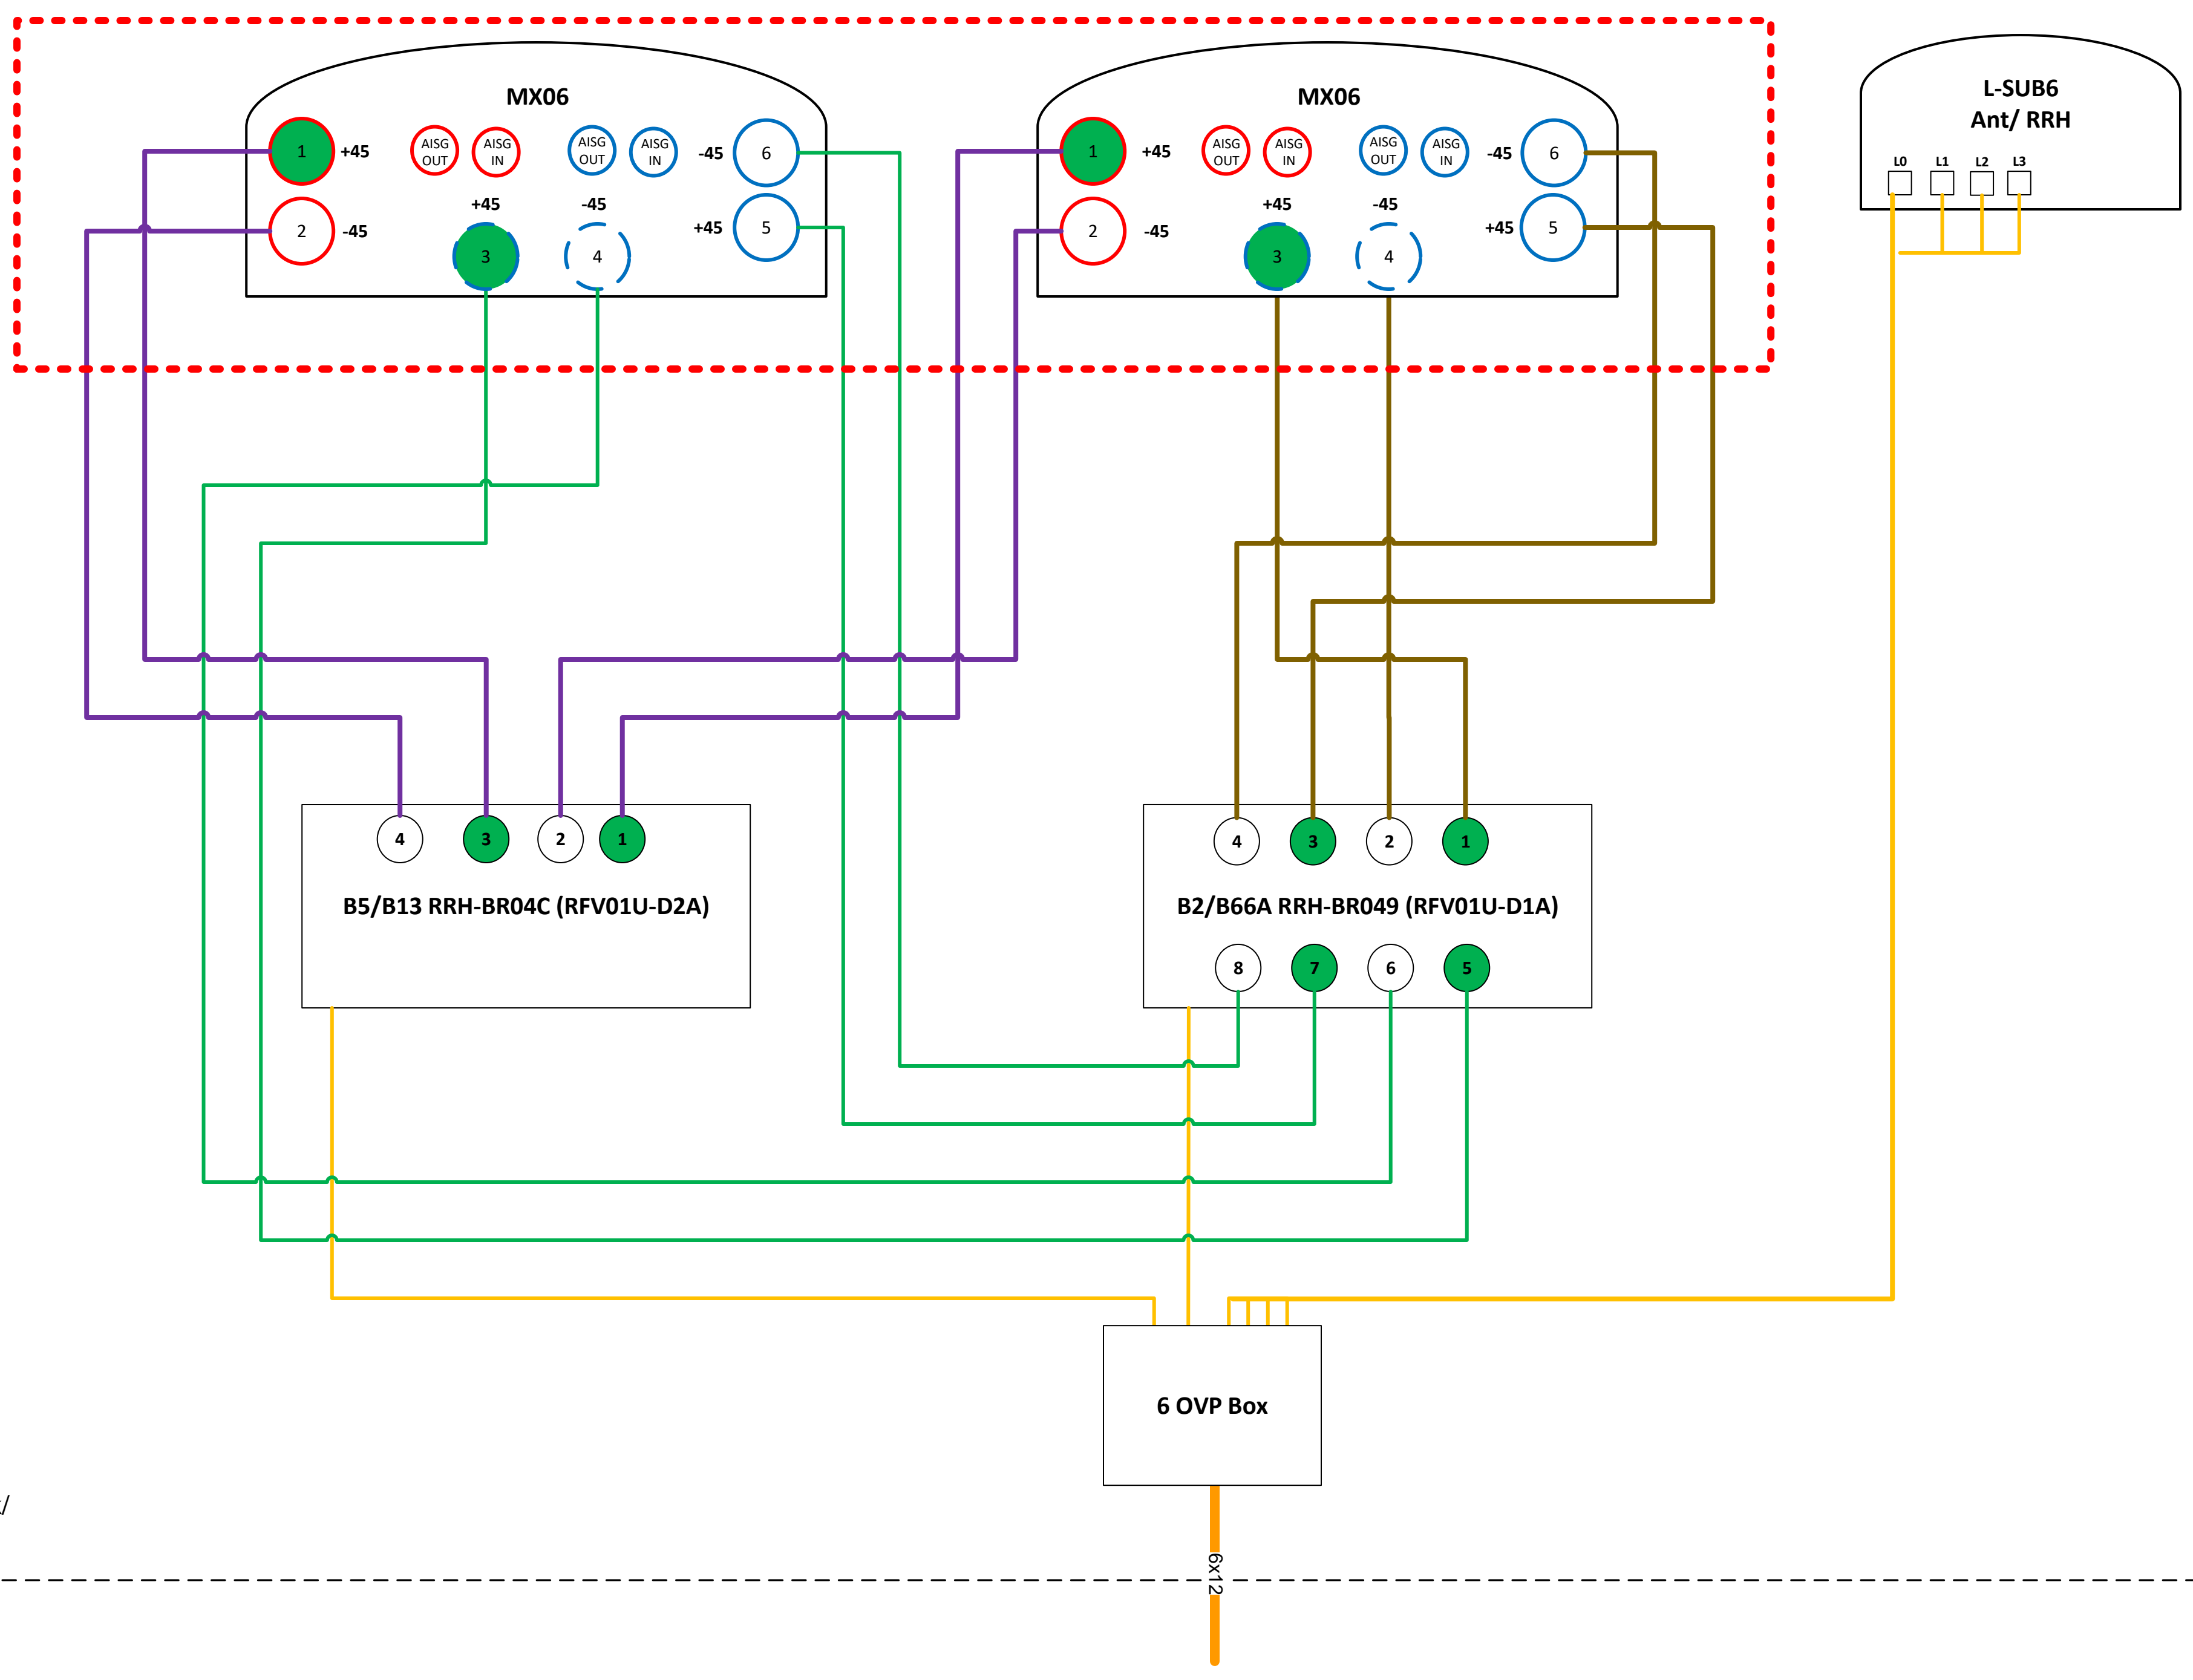 MX06
1 +45
AISG OUT
AISG IN
AISG OUT
AISG IN
-45 6
2 -45
+45
-45
+45 5
3
4
MX06
1 +45
AISG OUT
AISG IN
AISG OUT
AISG IN
-45 6
2 -45
+45
-45
+45 5
3
4
L-SUB6
Ant/ RRH
L0 L1 L2 L3
4 3 2 1
B5/B13 RRH-BR04C (RFV01U-D2A)
4 3 2 1
B2/B66A RRH-BR049 (RFV01U-D1A)
8 7 6 5
6 OVP Box
6x12